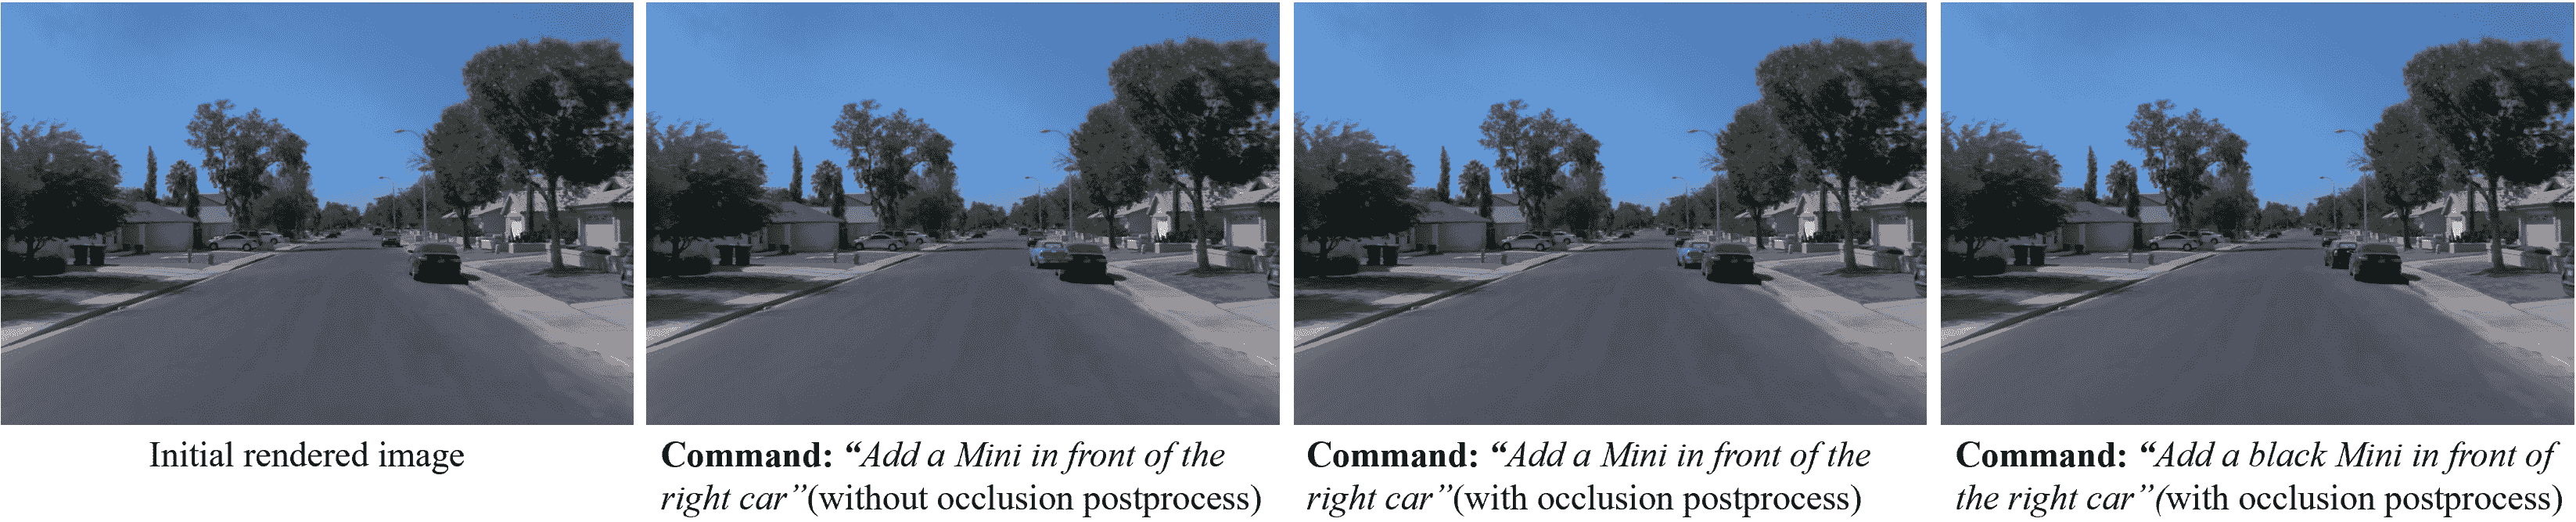 Initial rendered image
Command: “Add a Mini in front of the
right car”(without occlusion postprocess)
Command: “Add a Mini in front of the
right car”(with occlusion postprocess)
Command: “Add a black Mini in front of
the right car”(with occlusion postprocess)